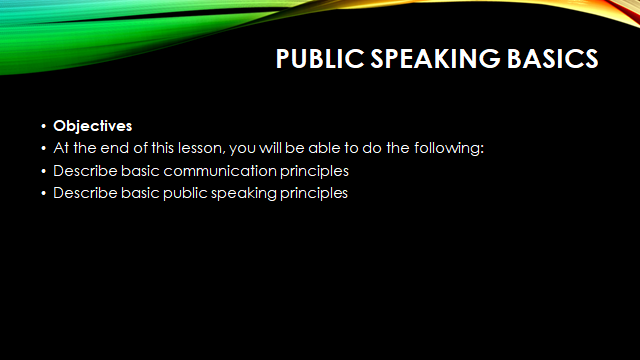 PUBLIC SPEAKING BASICS
• Objectives
• At the end of this lesson, you will be able to do the following:
• Describe basic communication principles
• Describe basic public speaking principles